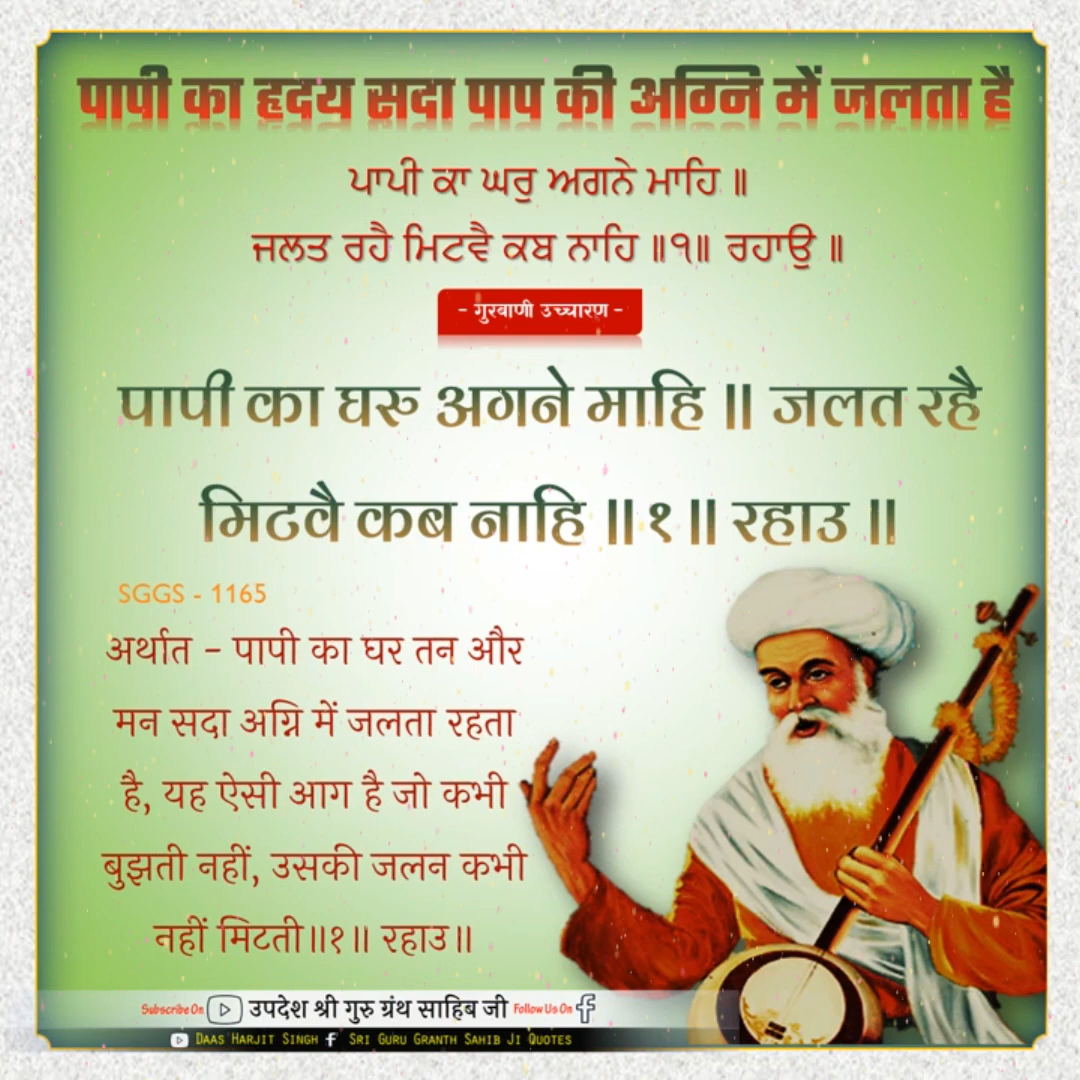 पापी का हृदय सदा पाप की अग्नि में जलता है
ਪਾਪੀ ਕਾ ਘਰੁ ਅਗਨੇ ਮਾਹਿ ॥
ਜਲਤ ਰਹੈ ਮਿਟਵੈ ਕਬ ਨਾਹਿ ॥੧॥ ਰਹਾਉ ॥
- गुरबाणी उच्चारण -
पापी का घरु अगने माहि ॥ जलत रहै
मिटवै कब नाहि ॥१॥ रहाउ ॥
SGGS - 1165
अर्थात - पापी का घर तन और
मन सदा अग्नि में जलता रहता
है, यह ऐसी आग है जो कभी
बुझती नहीं, उसकी जलन कभी
नहीं मिटती॥१॥ रहाउ॥
Subscribe On उपदेश श्री गुरु ग्रंथ साहिब जी Follow Us On f
DAAS HARJIT SINGH f SRI GURU GRANTH SAHIB JI QUOTES